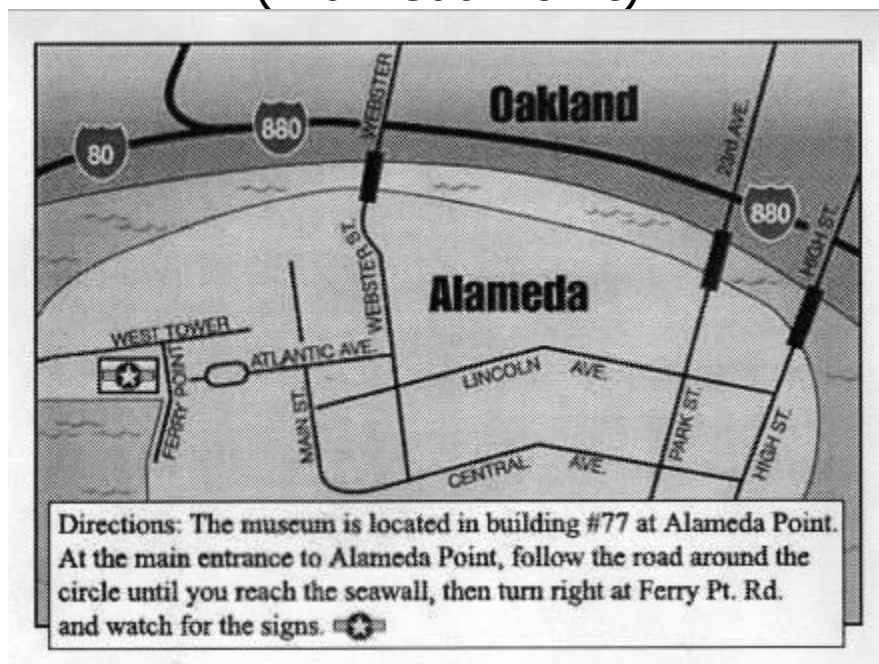 Oakland
80
880
WEBSTER
23rd AVE.
880
HIGH ST.
WEBSTER ST.
Alameda
WEST TOWER
FERRY POINT
ATLANTIC AVE.
MAIN ST.
LINCOLN AVE.
CENTRAL AVE.
PARK ST.
HIGH ST.
Directions: The museum is located in building #77 at Alameda Point.
At the main entrance to Alameda Point, follow the road around the
circle until you reach the seawall, then turn right at Ferry Pt. Rd.
and watch for the signs.